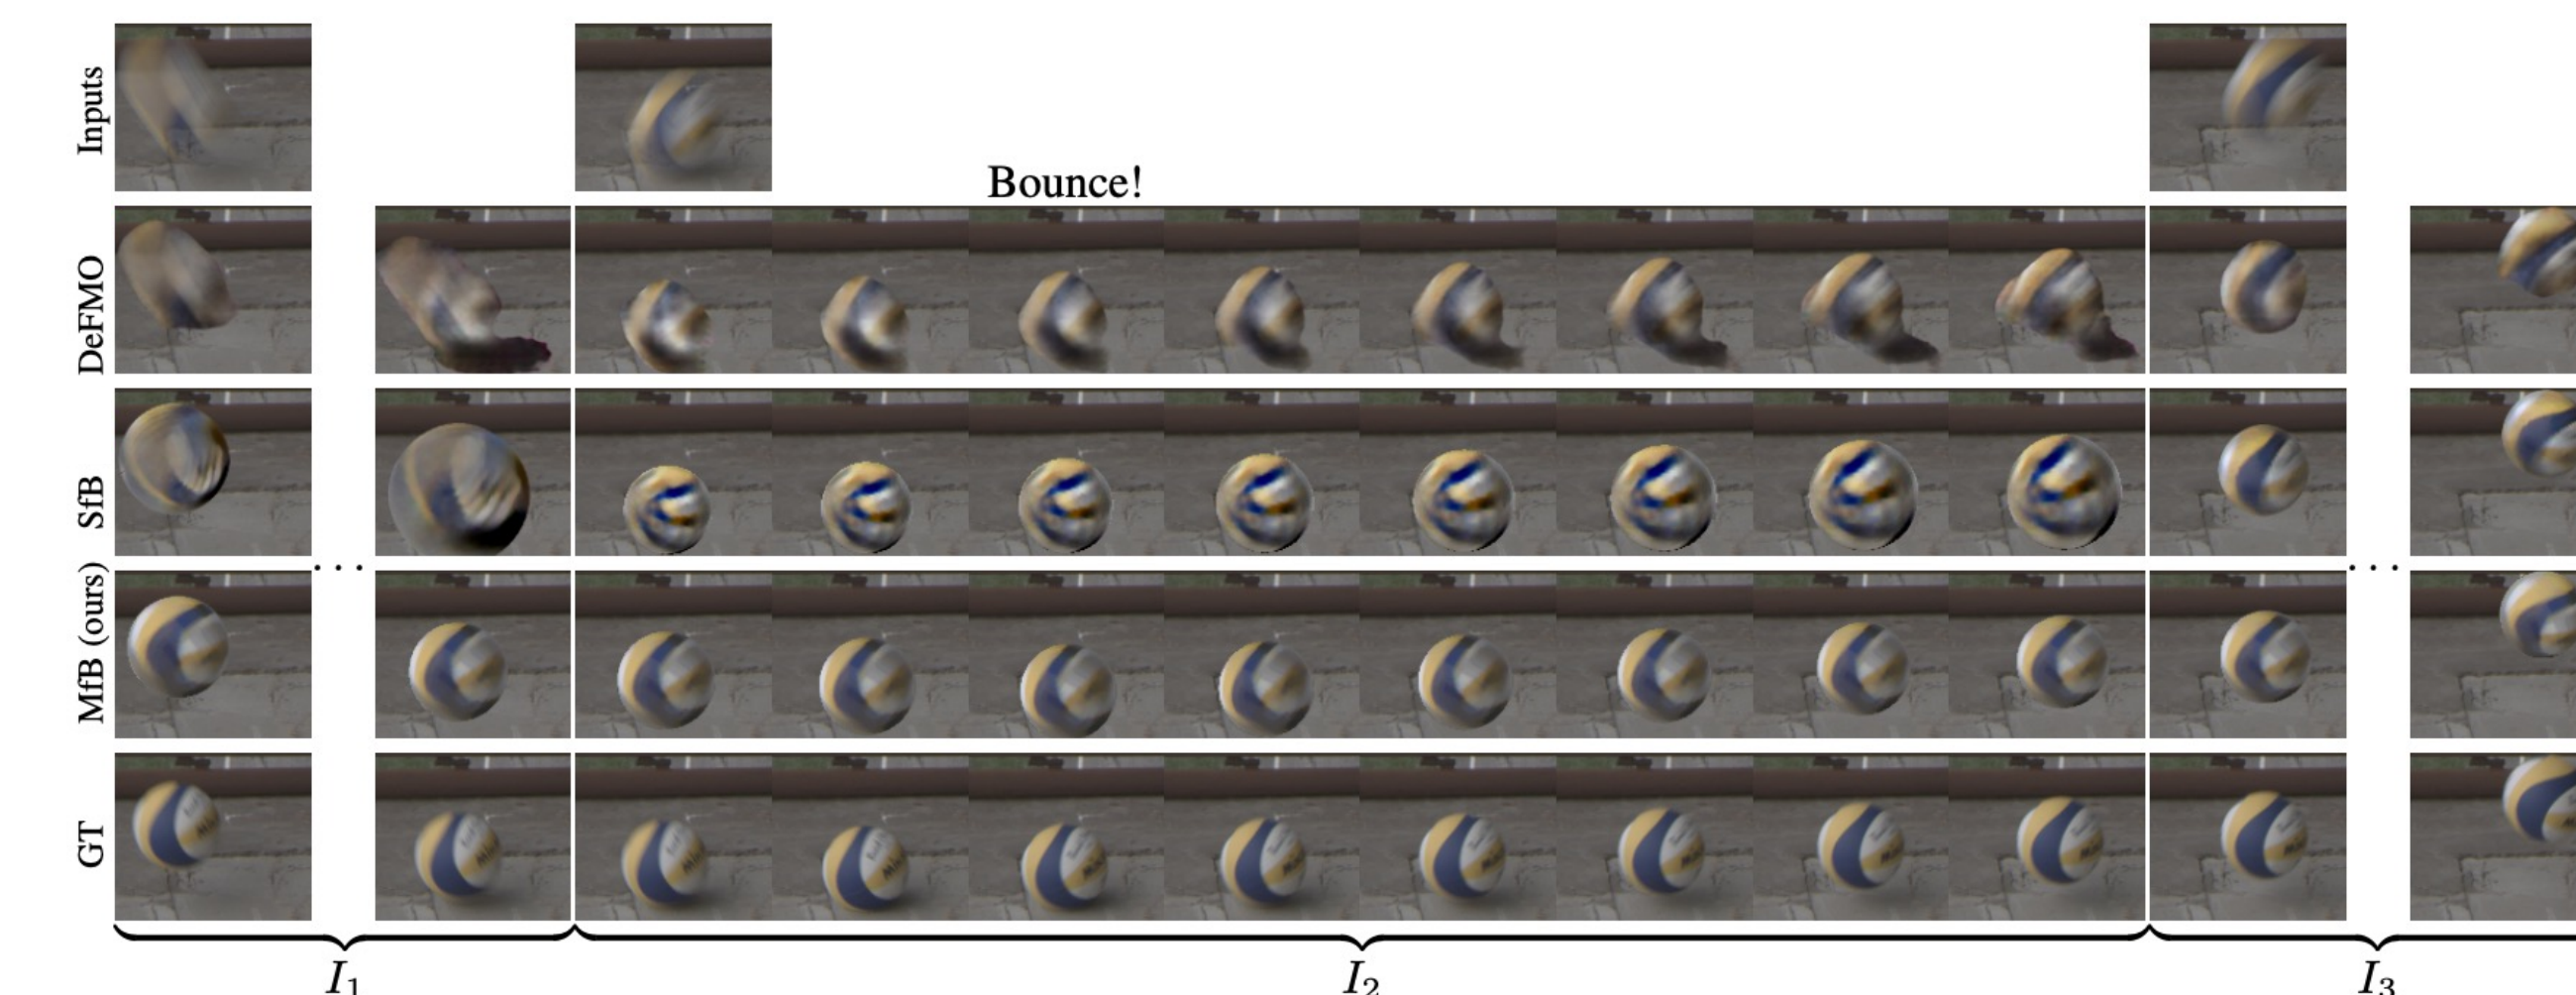 Inputs
Bounce!
DeFMO
SfB
. . .
. . .
MfB (ours)
GT
I₁
I₂
I₃